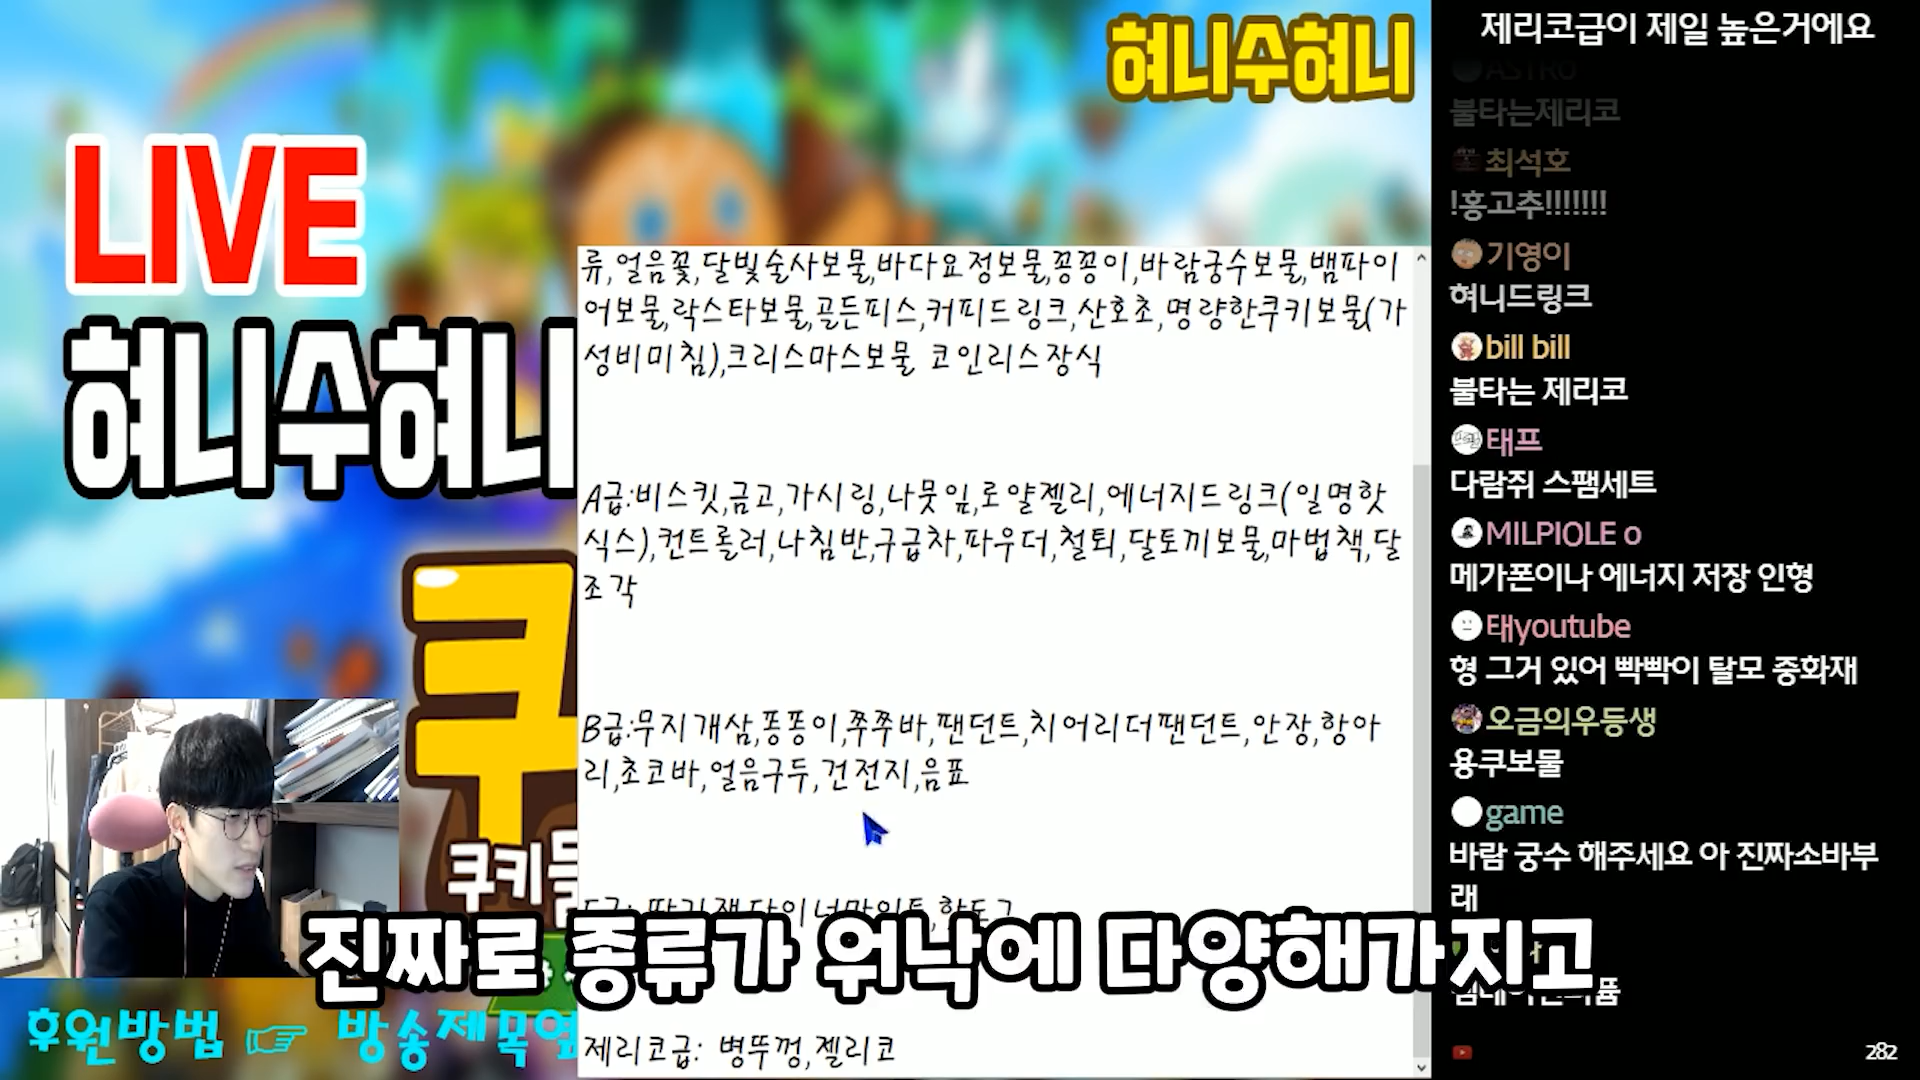 혀니수혀니
LIVE
혀니수혀니
류,얼음꽃,달빛술사보물,바다요정보물,꽁꽁이,바람궁수보물,뱀파이
어보물,락스타보물,골든피스,커피드링크,산호초,명량한쿠키보물(가
성비미침),크리스마스보물 코인리스장식
A급:비스킷,금고,가시링,나뭇잎,로얄젤리,에너지드링크(일명핫
식스),컨트롤러,나침반,구급차,파우더,철퇴,달토끼보물,마법책,달
조각
B급:무지개삽,퐁퐁이,쭈쭈바,팬던트,치어리더팬던트,안장,항아
리,초코바,얼음구두,건전지,음표
제리코급: 병뚜껑,젤리코
쿠
쿠키들
진짜로 종류가 워낙에 다양해가지고
후원방법 ☞ 방송제목옆
제리코급이 제일 높은거에요
ASTRO
불타는제리코
최석호
!홍고추!!!!!!!
기영이
혀니드링크
bill bill
불타는 제리코
태프
다람쥐 스팸세트
MILPIOLE o
메가폰이나 에너지 저장 인형
태youtube
형 그거 있어 빡빡이 탈모 중화재
오금의우등생
용쿠보물
game
바람 궁수 해주세요 아 진짜소바부
래
282